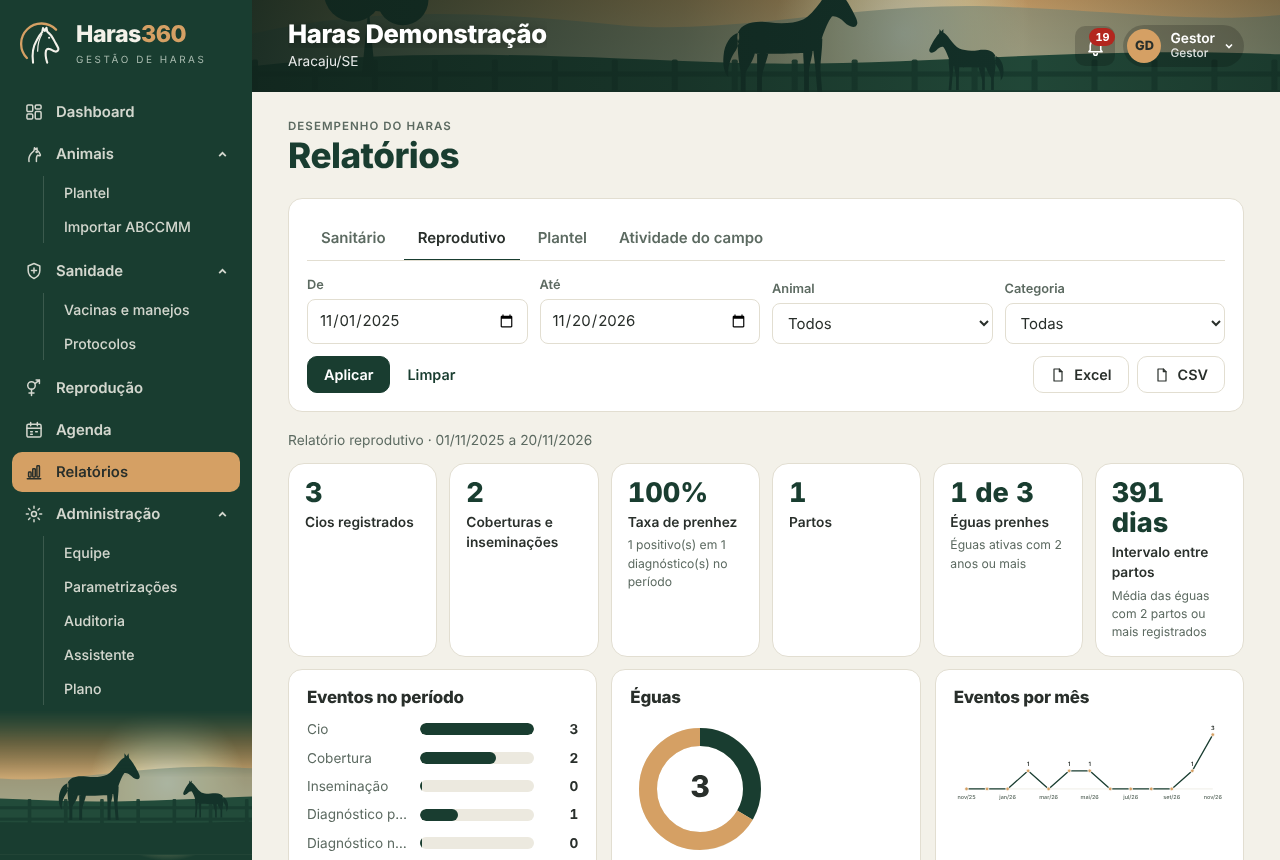 Haras360
GESTÃO DE HARAS
Dashboard
Animais
Plantel
Importar ABCCMM
Sanidade
Vacinas e manejos
Protocolos
Reprodução
Agenda
Relatórios
Administração
Equipe
Parametrizações
Auditoria
Assistente
Plano
Haras Demonstração
Aracaju/SE
19
GD
Gestor
Gestor
DESEMPENHO DO HARAS
Relatórios
Sanitário Reprodutivo Plantel Atividade do campo
De Até Animal Categoria
11/01/2025 11/20/2026 Todos Todas
Aplicar Limpar Excel CSV
Relatório reprodutivo · 01/11/2025 a 20/11/2026
3
Cios registrados
2
Coberturas e
inseminações
100%
Taxa de prenhez
1 positivo(s) em 1
diagnóstico(s) no
período
1
Partos
1 de 3
Éguas prenhes
Éguas ativas com 2
anos ou mais
391
dias
Intervalo entre
partos
Média das éguas
com 2 partos ou
mais registrados
Eventos no período
Cio 3
Cobertura 2
Inseminação 0
Diagnóstico p... 1
Diagnóstico n... 0
Éguas
3
Eventos por mês
1 1 1 1 3
nov/25 jan/26 mar/26 mai/26 jul/26 set/26 nov/26